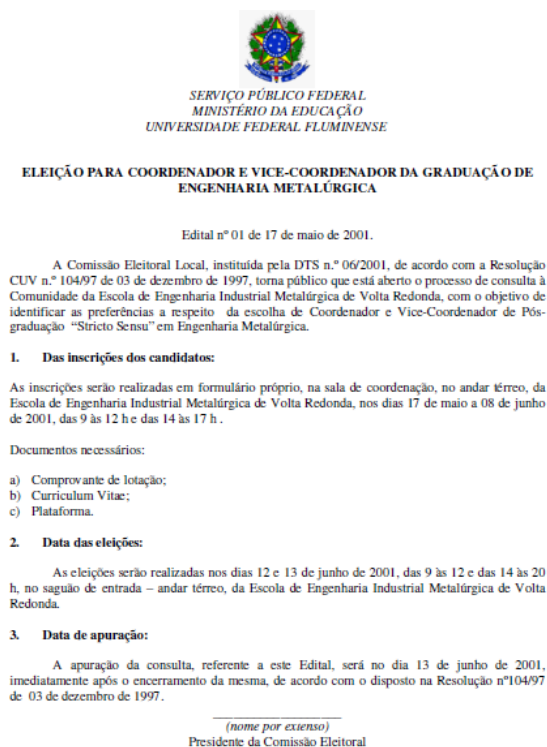 SERVIÇO PÚBLICO FEDERAL
MINISTÉRIO DA EDUCAÇÃO
UNIVERSIDADE FEDERAL FLUMINENSE
ELEIÇÃO PARA COORDENADOR E VICE-COORDENADOR DA GRADUAÇÃO DE
ENGENHARIA METALÚRGICA
Edital nº 01 de 17 de maio de 2001.
A Comissão Eleitoral Local, instituída pela DTS n.º 06/2001, de acordo com a Resolução
CUV n.º 104/97 de 03 de dezembro de 1997, torna público que está aberto o processo de consulta à
Comunidade da Escola de Engenharia Industrial Metalúrgica de Volta Redonda, com o objetivo de
identificar as preferências a respeito da escolha de Coordenador e Vice-Coordenador de Pós-
graduação “Stricto Sensu” em Engenharia Metalúrgica.
1. Das inscrições dos candidatos:
As inscrições serão realizadas em formulário próprio, na sala de coordenação, no andar térreo, da
Escola de Engenharia Industrial Metalúrgica de Volta Redonda, nos dias 17 de maio a 08 de junho
de 2001, das 9 às 12 h e das 14 às 17 h .
Documentos necessários:
a) Comprovante de lotação;
b) Curriculum Vitae;
c) Plataforma.
2. Data das eleições:
As eleições serão realizadas nos dias 12 e 13 de junho de 2001, das 9 às 12 e das 14 às 20
h, no saguão de entrada – andar térreo, da Escola de Engenharia Industrial Metalúrgica de Volta
Redonda.
3. Data de apuração:
A apuração da consulta, referente a este Edital, será no dia 13 de junho de 2001,
imediatamente após o encerramento da mesma, de acordo com o disposto na Resolução nº104/97
de 03 de dezembro de 1997.
(nome por extenso)
Presidente da Comissão Eleitoral